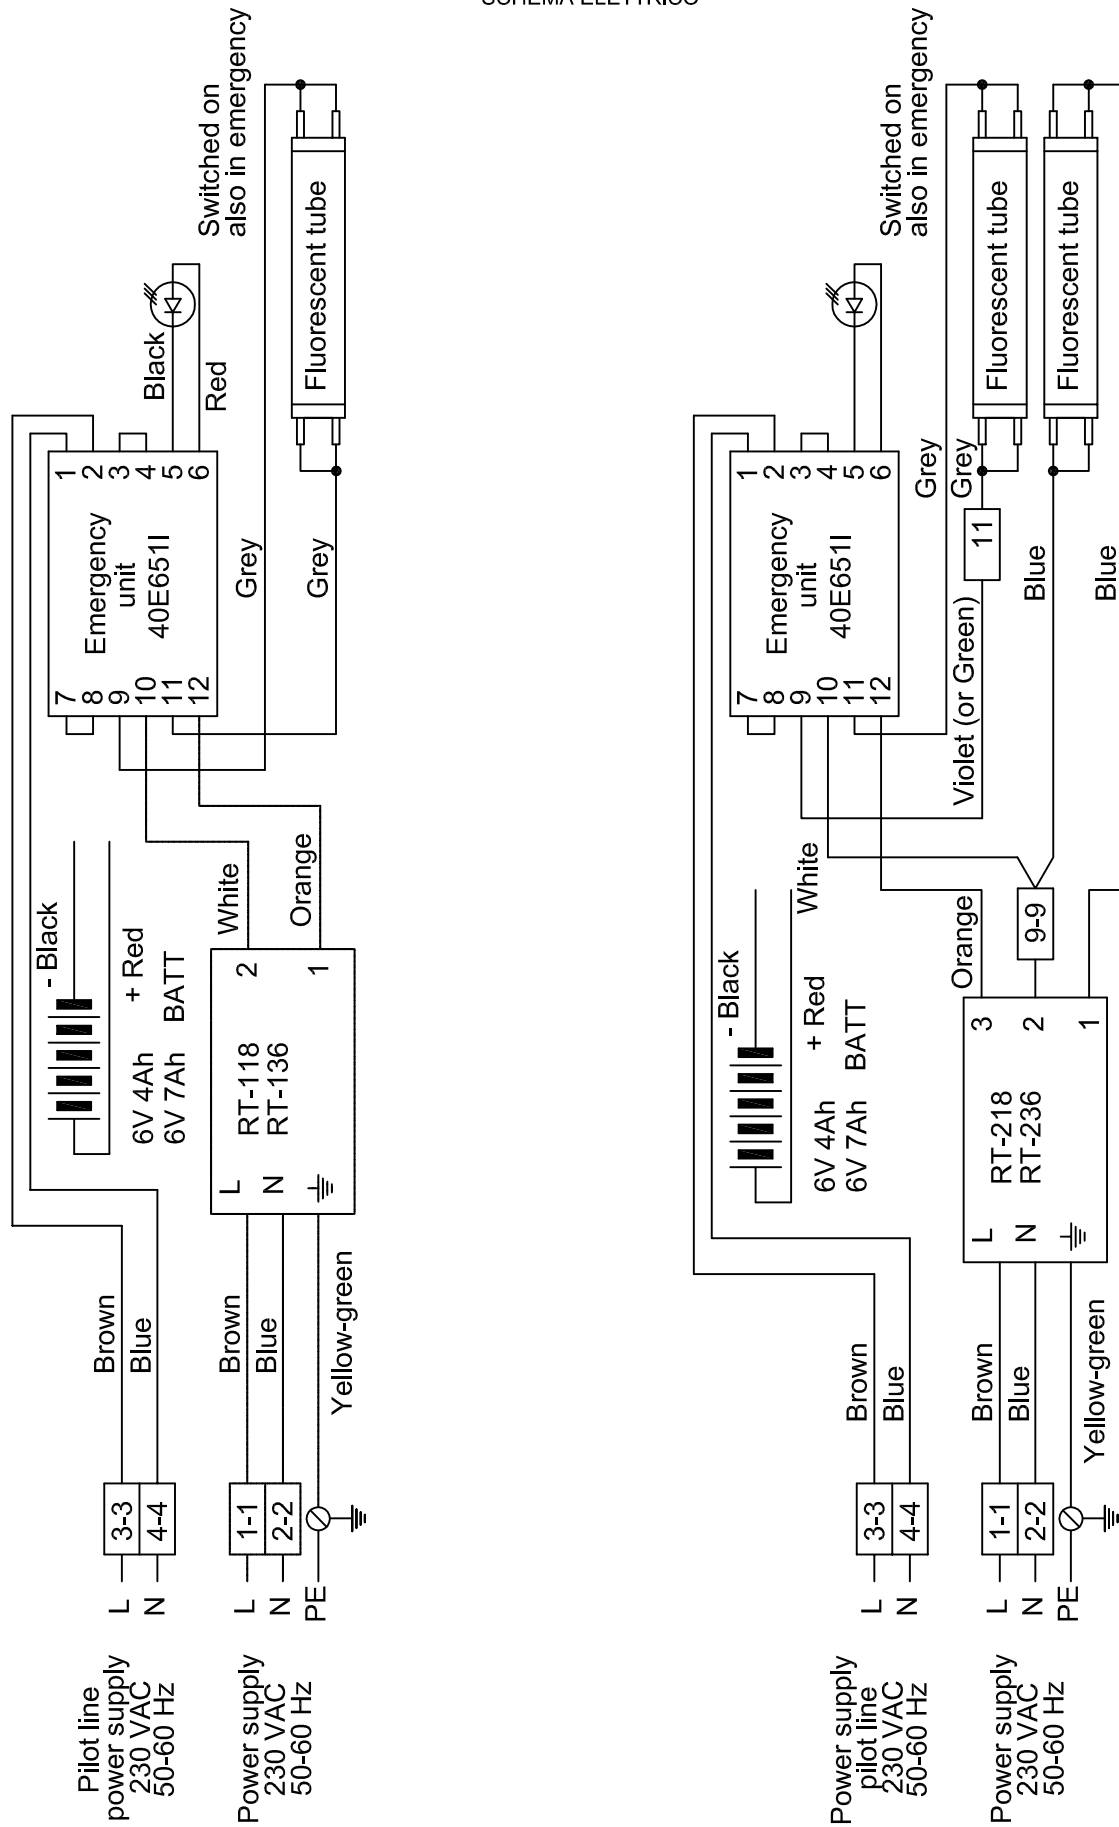 SCHEMA ELETTRICO
Pilot line
power supply
230 VAC
50-60 Hz
L
N
3-3
4-4
Brown
Blue
Power supply
230 VAC
50-60 Hz
L
N
PE
1-1
2-2
Brown
Blue
Yellow-green
L
N
RT-118
RT-136
2
1
White
Orange
6V 4Ah
6V 7Ah
BATT
- Black
+ Red
7
8
9
10
11
12
Emergency
unit
40E651I
1
2
3
4
5
6
Black
Red
Grey
Grey
Fluorescent tube
Switched on
also in emergency
Power supply
pilot line
230 VAC
50-60 Hz
L
N
3-3
4-4
Brown
Blue
Power supply
230 VAC
50-60 Hz
L
N
PE
1-1
2-2
Brown
Blue
Yellow-green
L
N
RT-218
RT-236
3
2
1
Orange
9-9
White
6V 4Ah
6V 7Ah
BATT
- Black
+ Red
7
8
9
10
11
12
Emergency
unit
40E651I
1
2
3
4
5
6
Violet (or Green)
11
Grey
Grey
Blue
Blue
Fluorescent tube
Fluorescent tube
Switched on
also in emergency